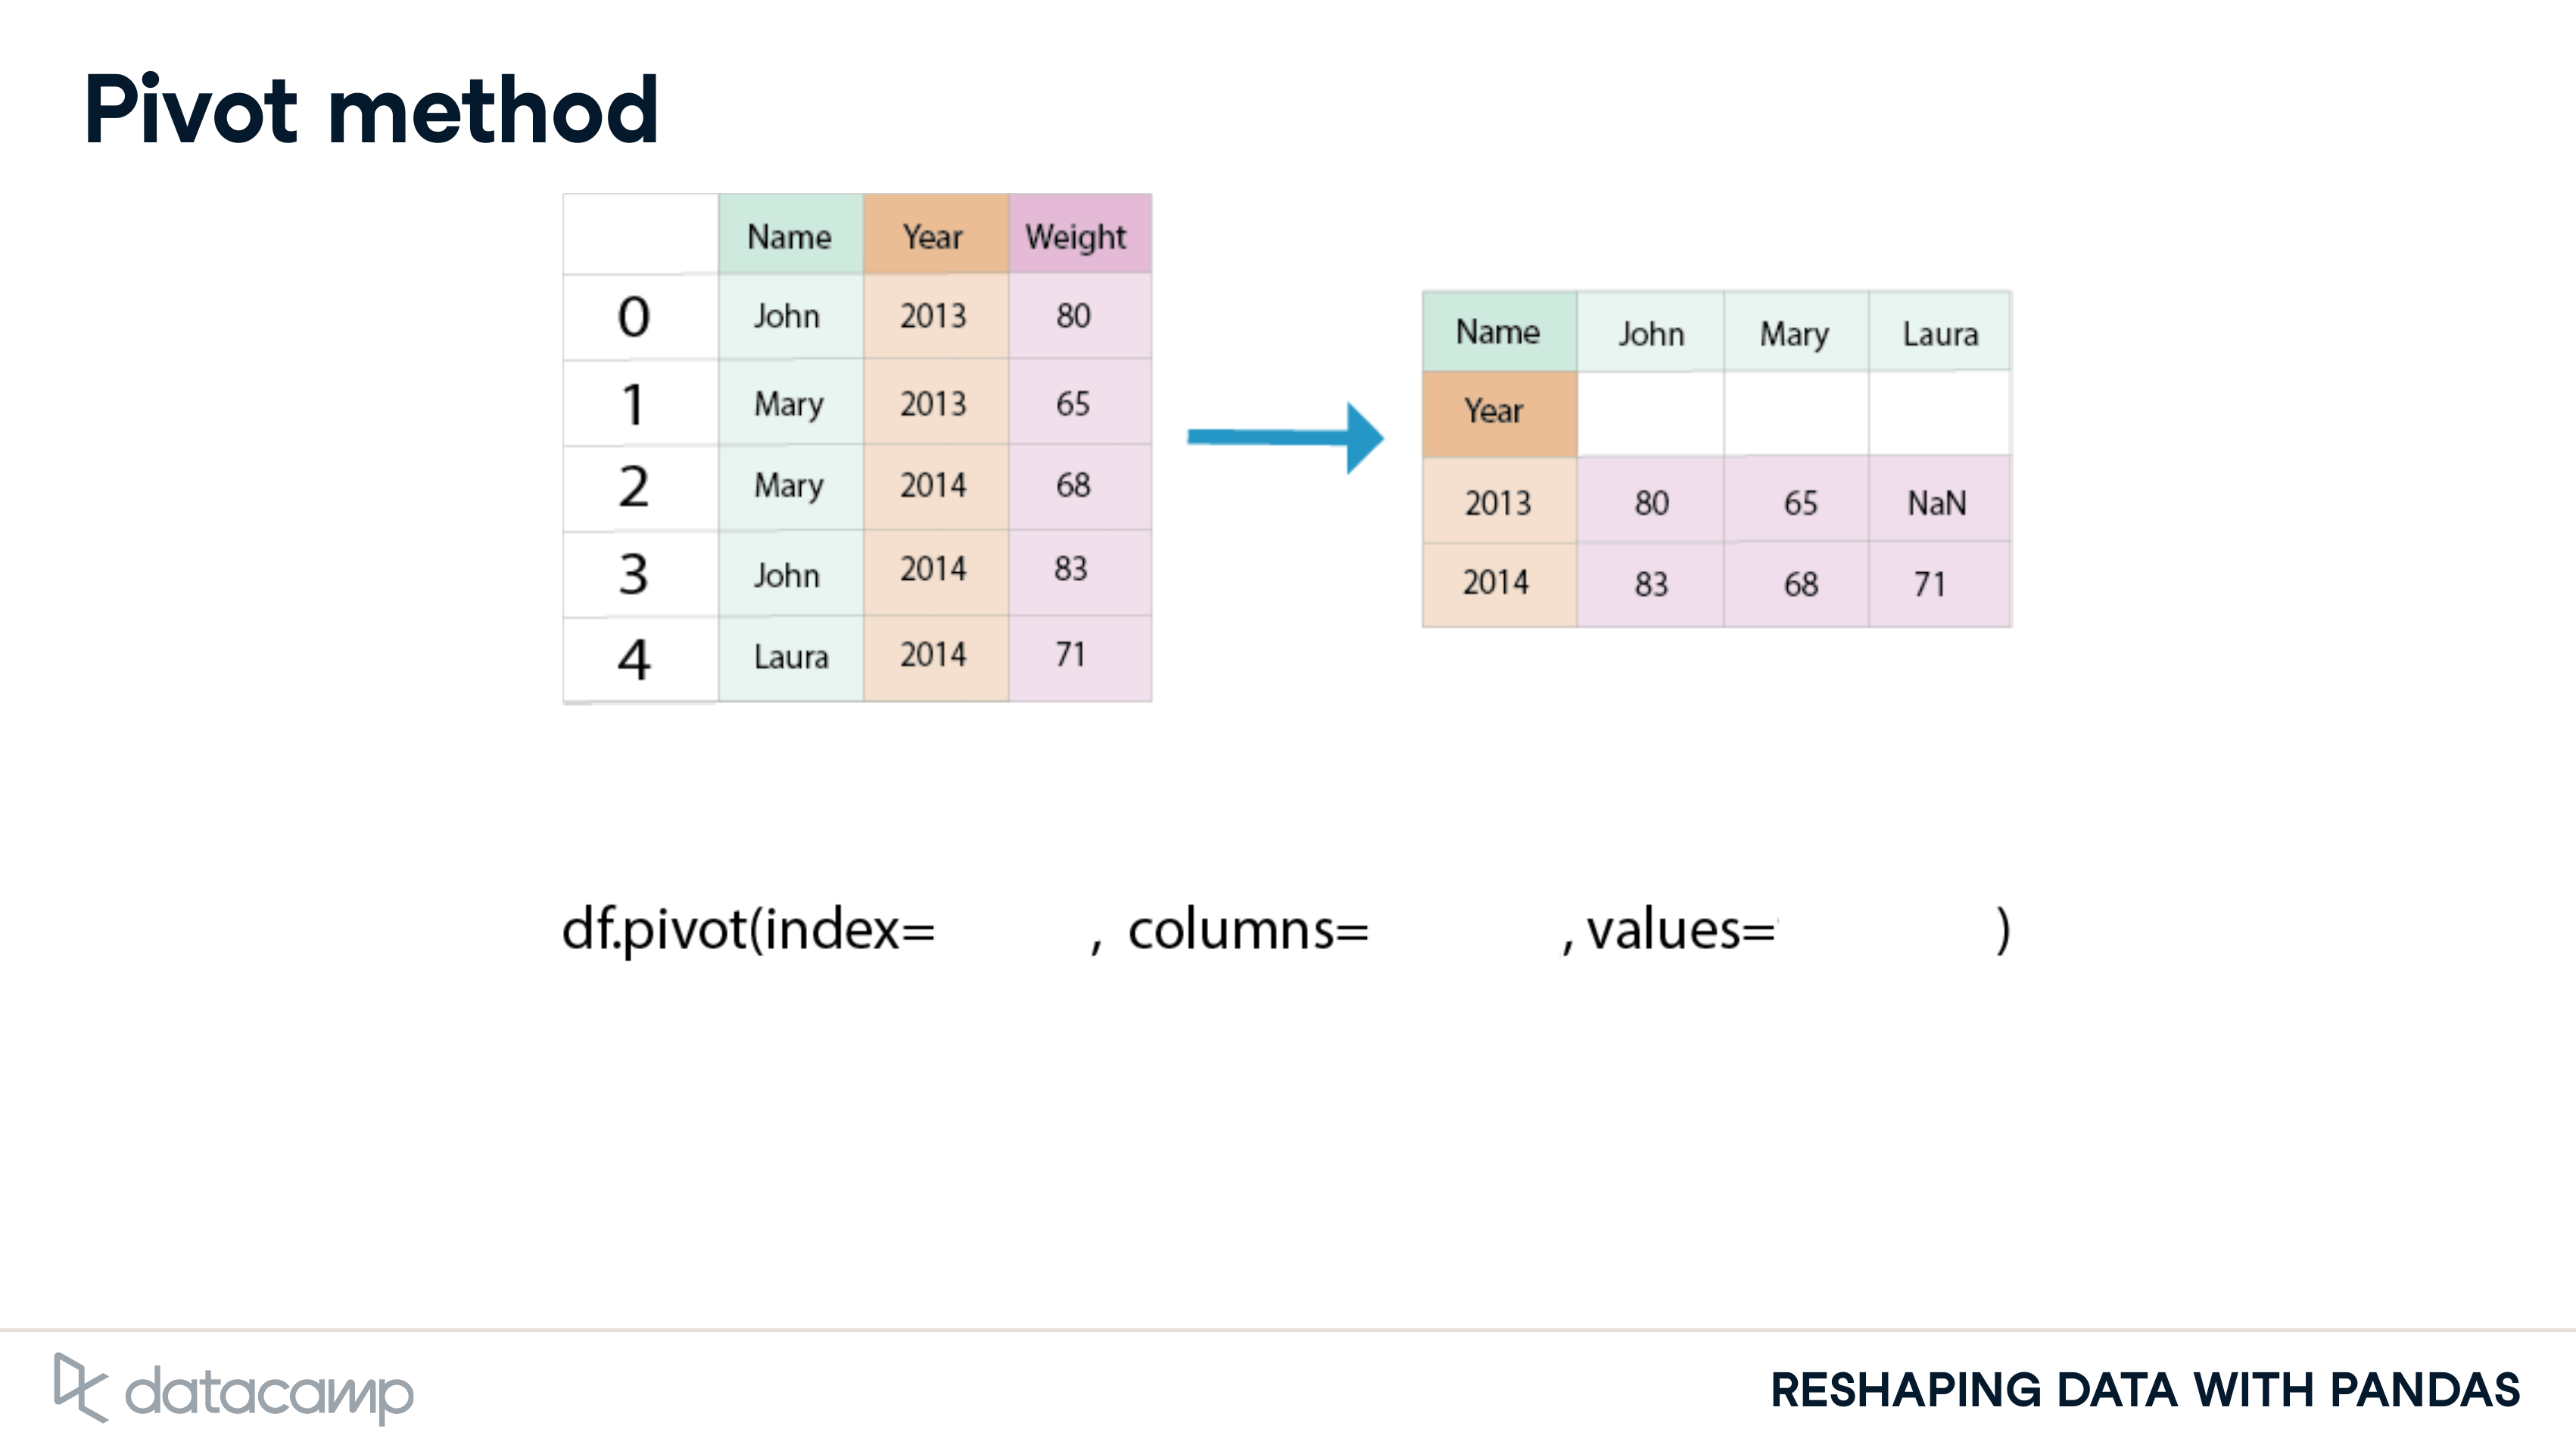 Pivot method
Name Year Weight
0 John 2013 80
1 Mary 2013 65
2 Mary 2014 68
3 John 2014 83
4 Laura 2014 71
Name John Mary Laura
Year
2013 80 65 NaN
2014 83 68 71
df.pivot(index= , columns= , values= )
datacamp
RESHAPING DATA WITH PANDAS